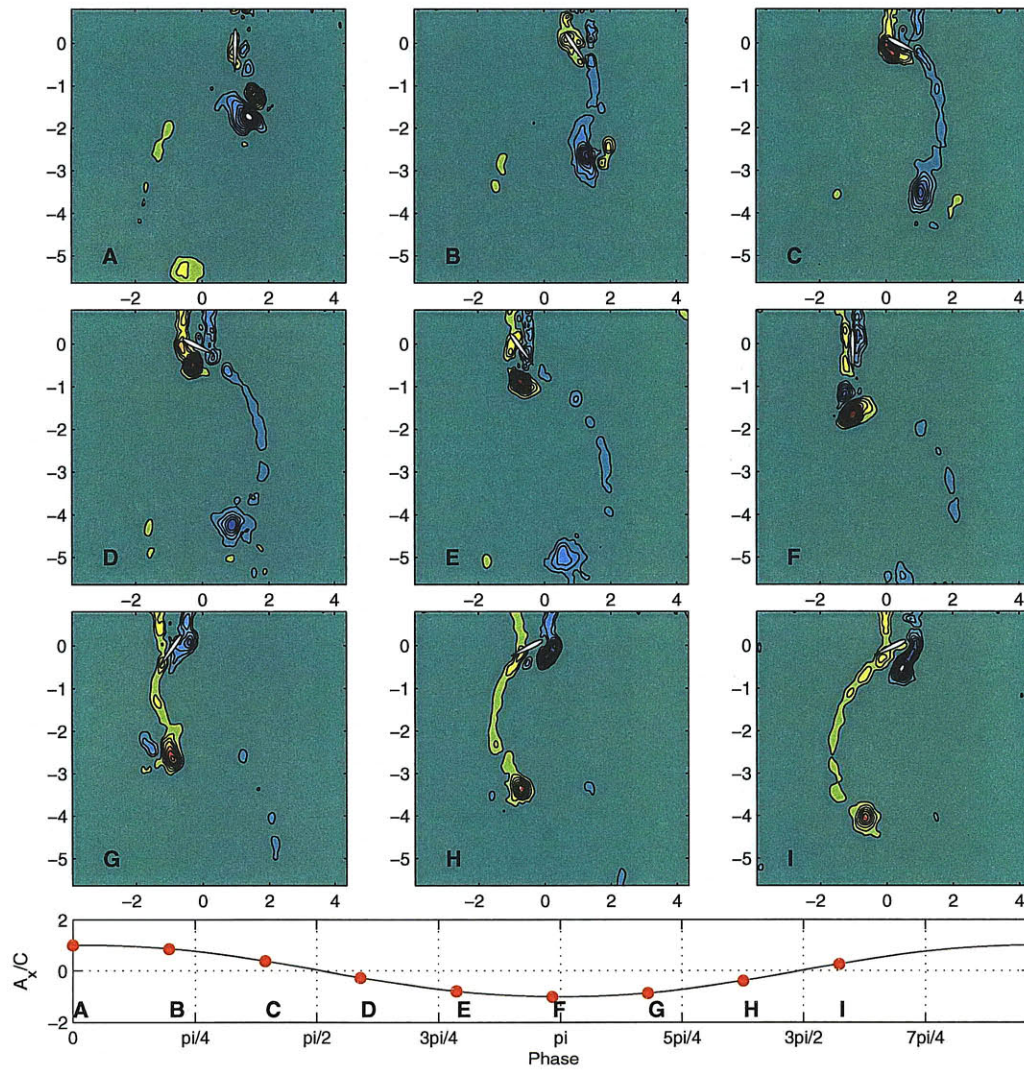 0 0 0
−1 −1 −1
−2 −2 −2
−3 −3 −3
−4 −4 −4
−5 A −5 B −5 C
−2 0 2 4 −2 0 2 4 −2 0 2 4
0 0 0
−1 −1 −1
−2 −2 −2
−3 −3 −3
−4 −4 −4
−5 D −5 E −5 F
−2 0 2 4 −2 0 2 4 −2 0 2 4
0 0 0
−1 −1 −1
−2 −2 −2
−3 −3 −3
−4 −4 −4
−5 G −5 H −5 I
−2 0 2 4 −2 0 2 4 −2 0 2 4
2
A_x/C
0
−2
A B C D E F G H I
0 pi/4 pi/2 3pi/4 pi 5pi/4 3pi/2 7pi/4
Phase